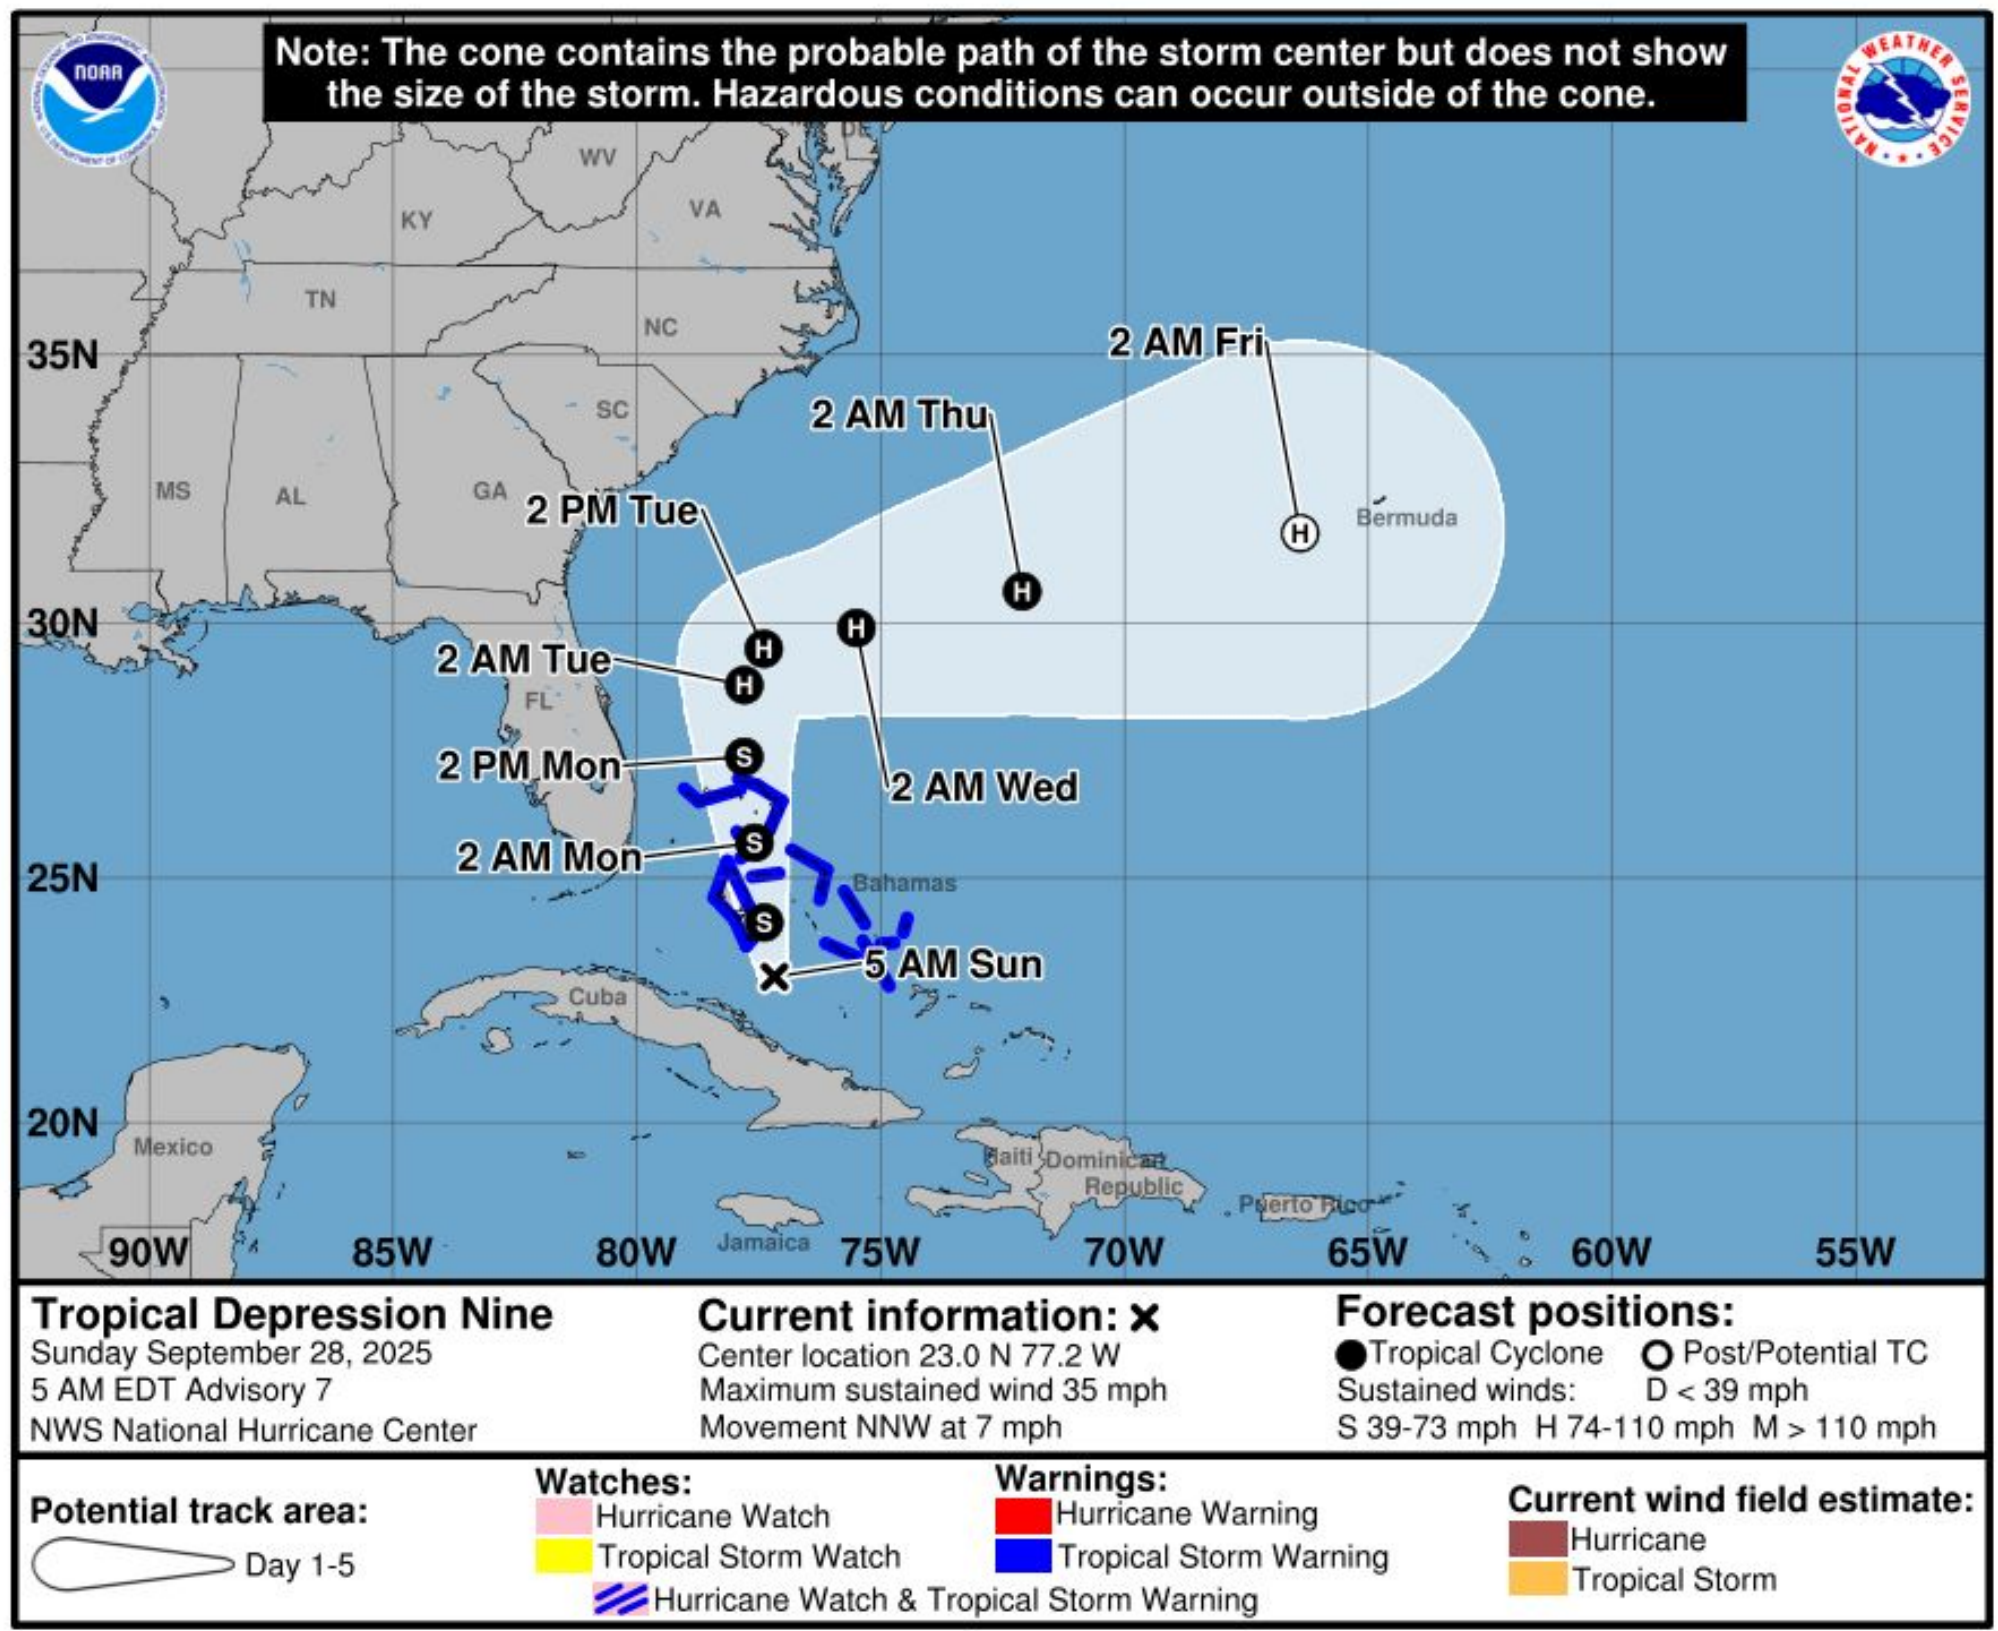 Note: The cone contains the probable path of the storm center but does not show
the size of the storm. Hazardous conditions can occur outside of the cone.
NOAA
NATIONAL WEATHER SERVICE
DE
WV
KY
VA
TN
NC
35N
2 AM Fri
SC
2 AM Thu
MS
AL
GA
2 PM Tue
Bermuda
H
H
30N
H
H
2 AM Tue
H
FL
2 PM Mon
S
2 AM Wed
2 AM Mon
S
25N
Bahamas
S
5 AM Sun
Cuba
20N
Mexico
Haiti
Dominican
Republic
Puerto Rico
Jamaica
90W
85W
80W
75W
70W
65W
60W
55W
Tropical Depression Nine
Sunday September 28, 2025
5 AM EDT Advisory 7
NWS National Hurricane Center
Current information: x
Center location 23.0 N 77.2 W
Maximum sustained wind 35 mph
Movement NNW at 7 mph
Forecast positions:
Tropical Cyclone
Post/Potential TC
Sustained winds:
D < 39 mph
S 39-73 mph H 74-110 mph M > 110 mph
Potential track area:
Day 1-5
Watches:
Hurricane Watch
Tropical Storm Watch
Hurricane Watch & Tropical Storm Warning
Warnings:
Hurricane Warning
Tropical Storm Warning
Current wind field estimate:
Hurricane
Tropical Storm